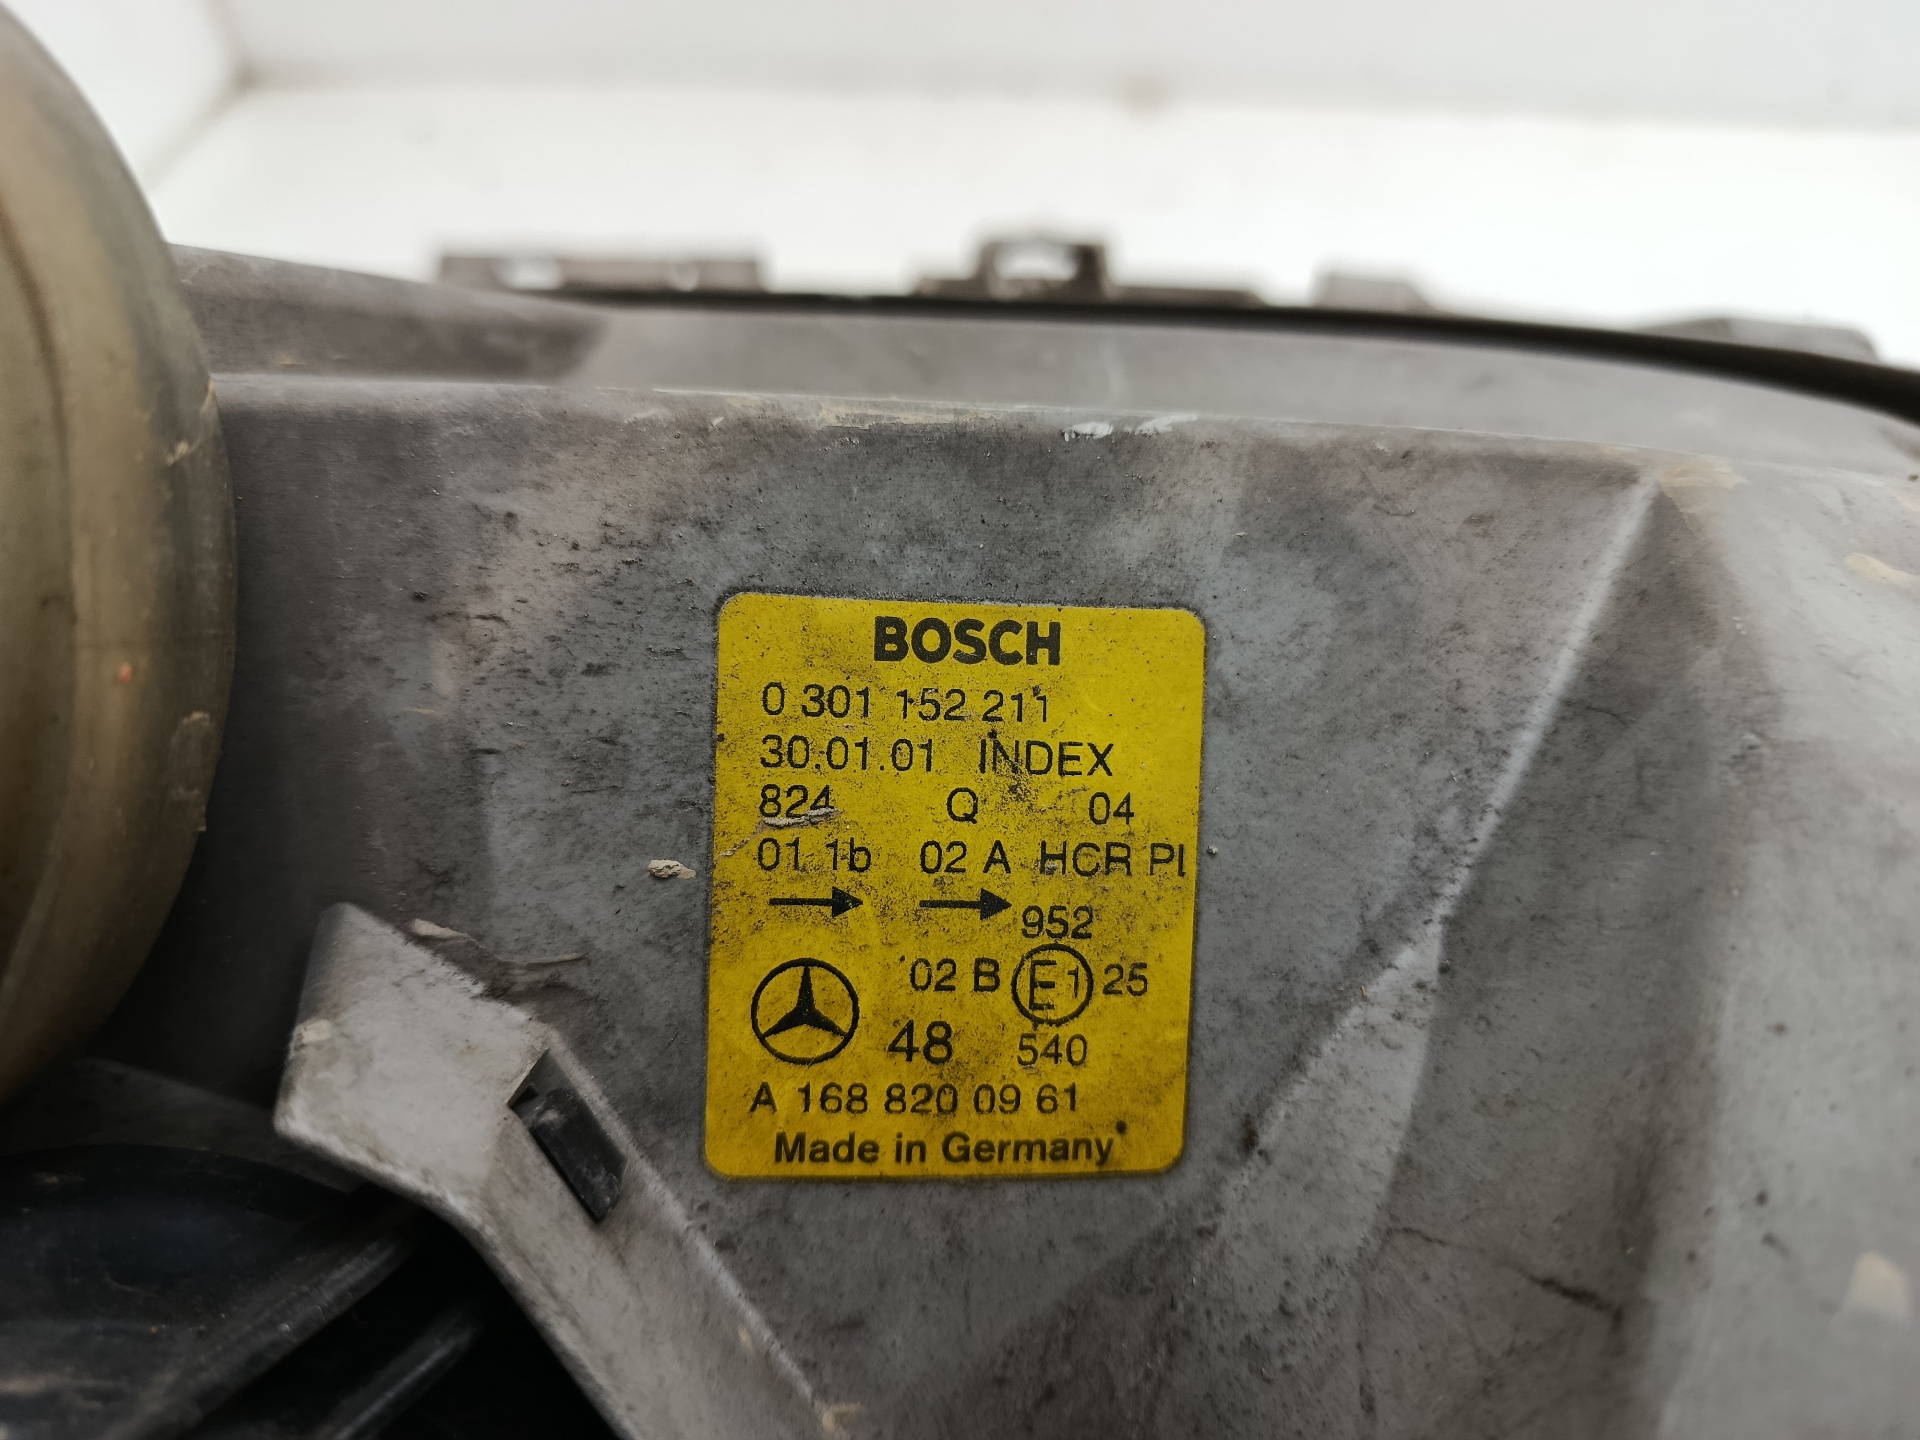 BOSCH
0 301 152 211
30.01.01 INDEX
824 Q 04
01 1b 02 A HCR Pl
952
02 B E1 25
48 540
A 168 820 09 61
Made in Germany